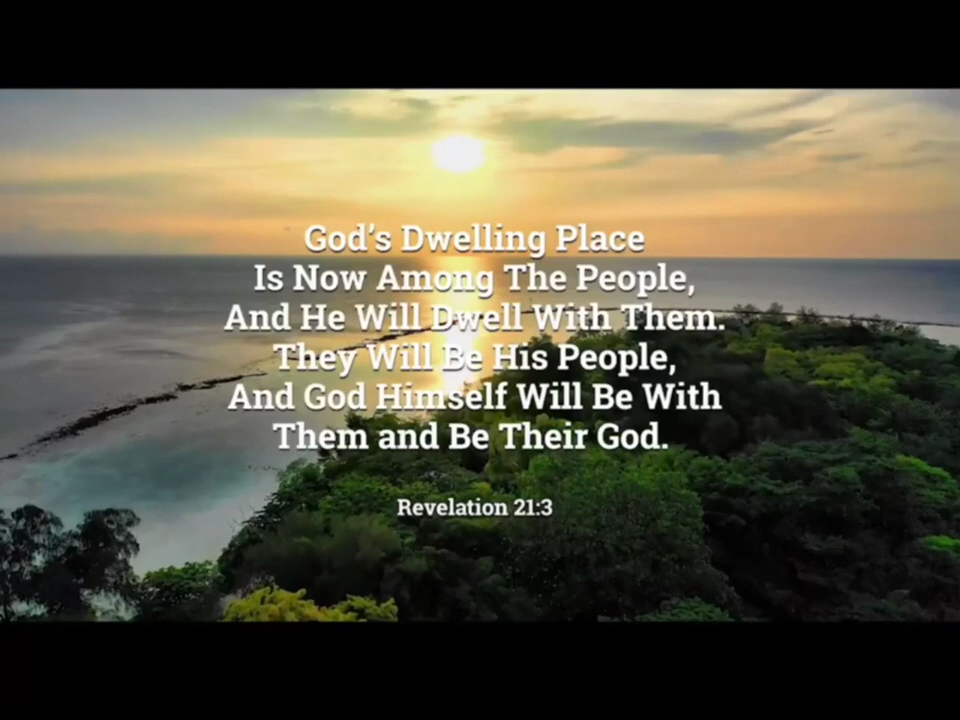 God's Dwelling Place
Is Now Among The People,
And He Will Dwell With Them.
They Will Be His People,
And God Himself Will Be With
Them and Be Their God.
Revelation 21:3